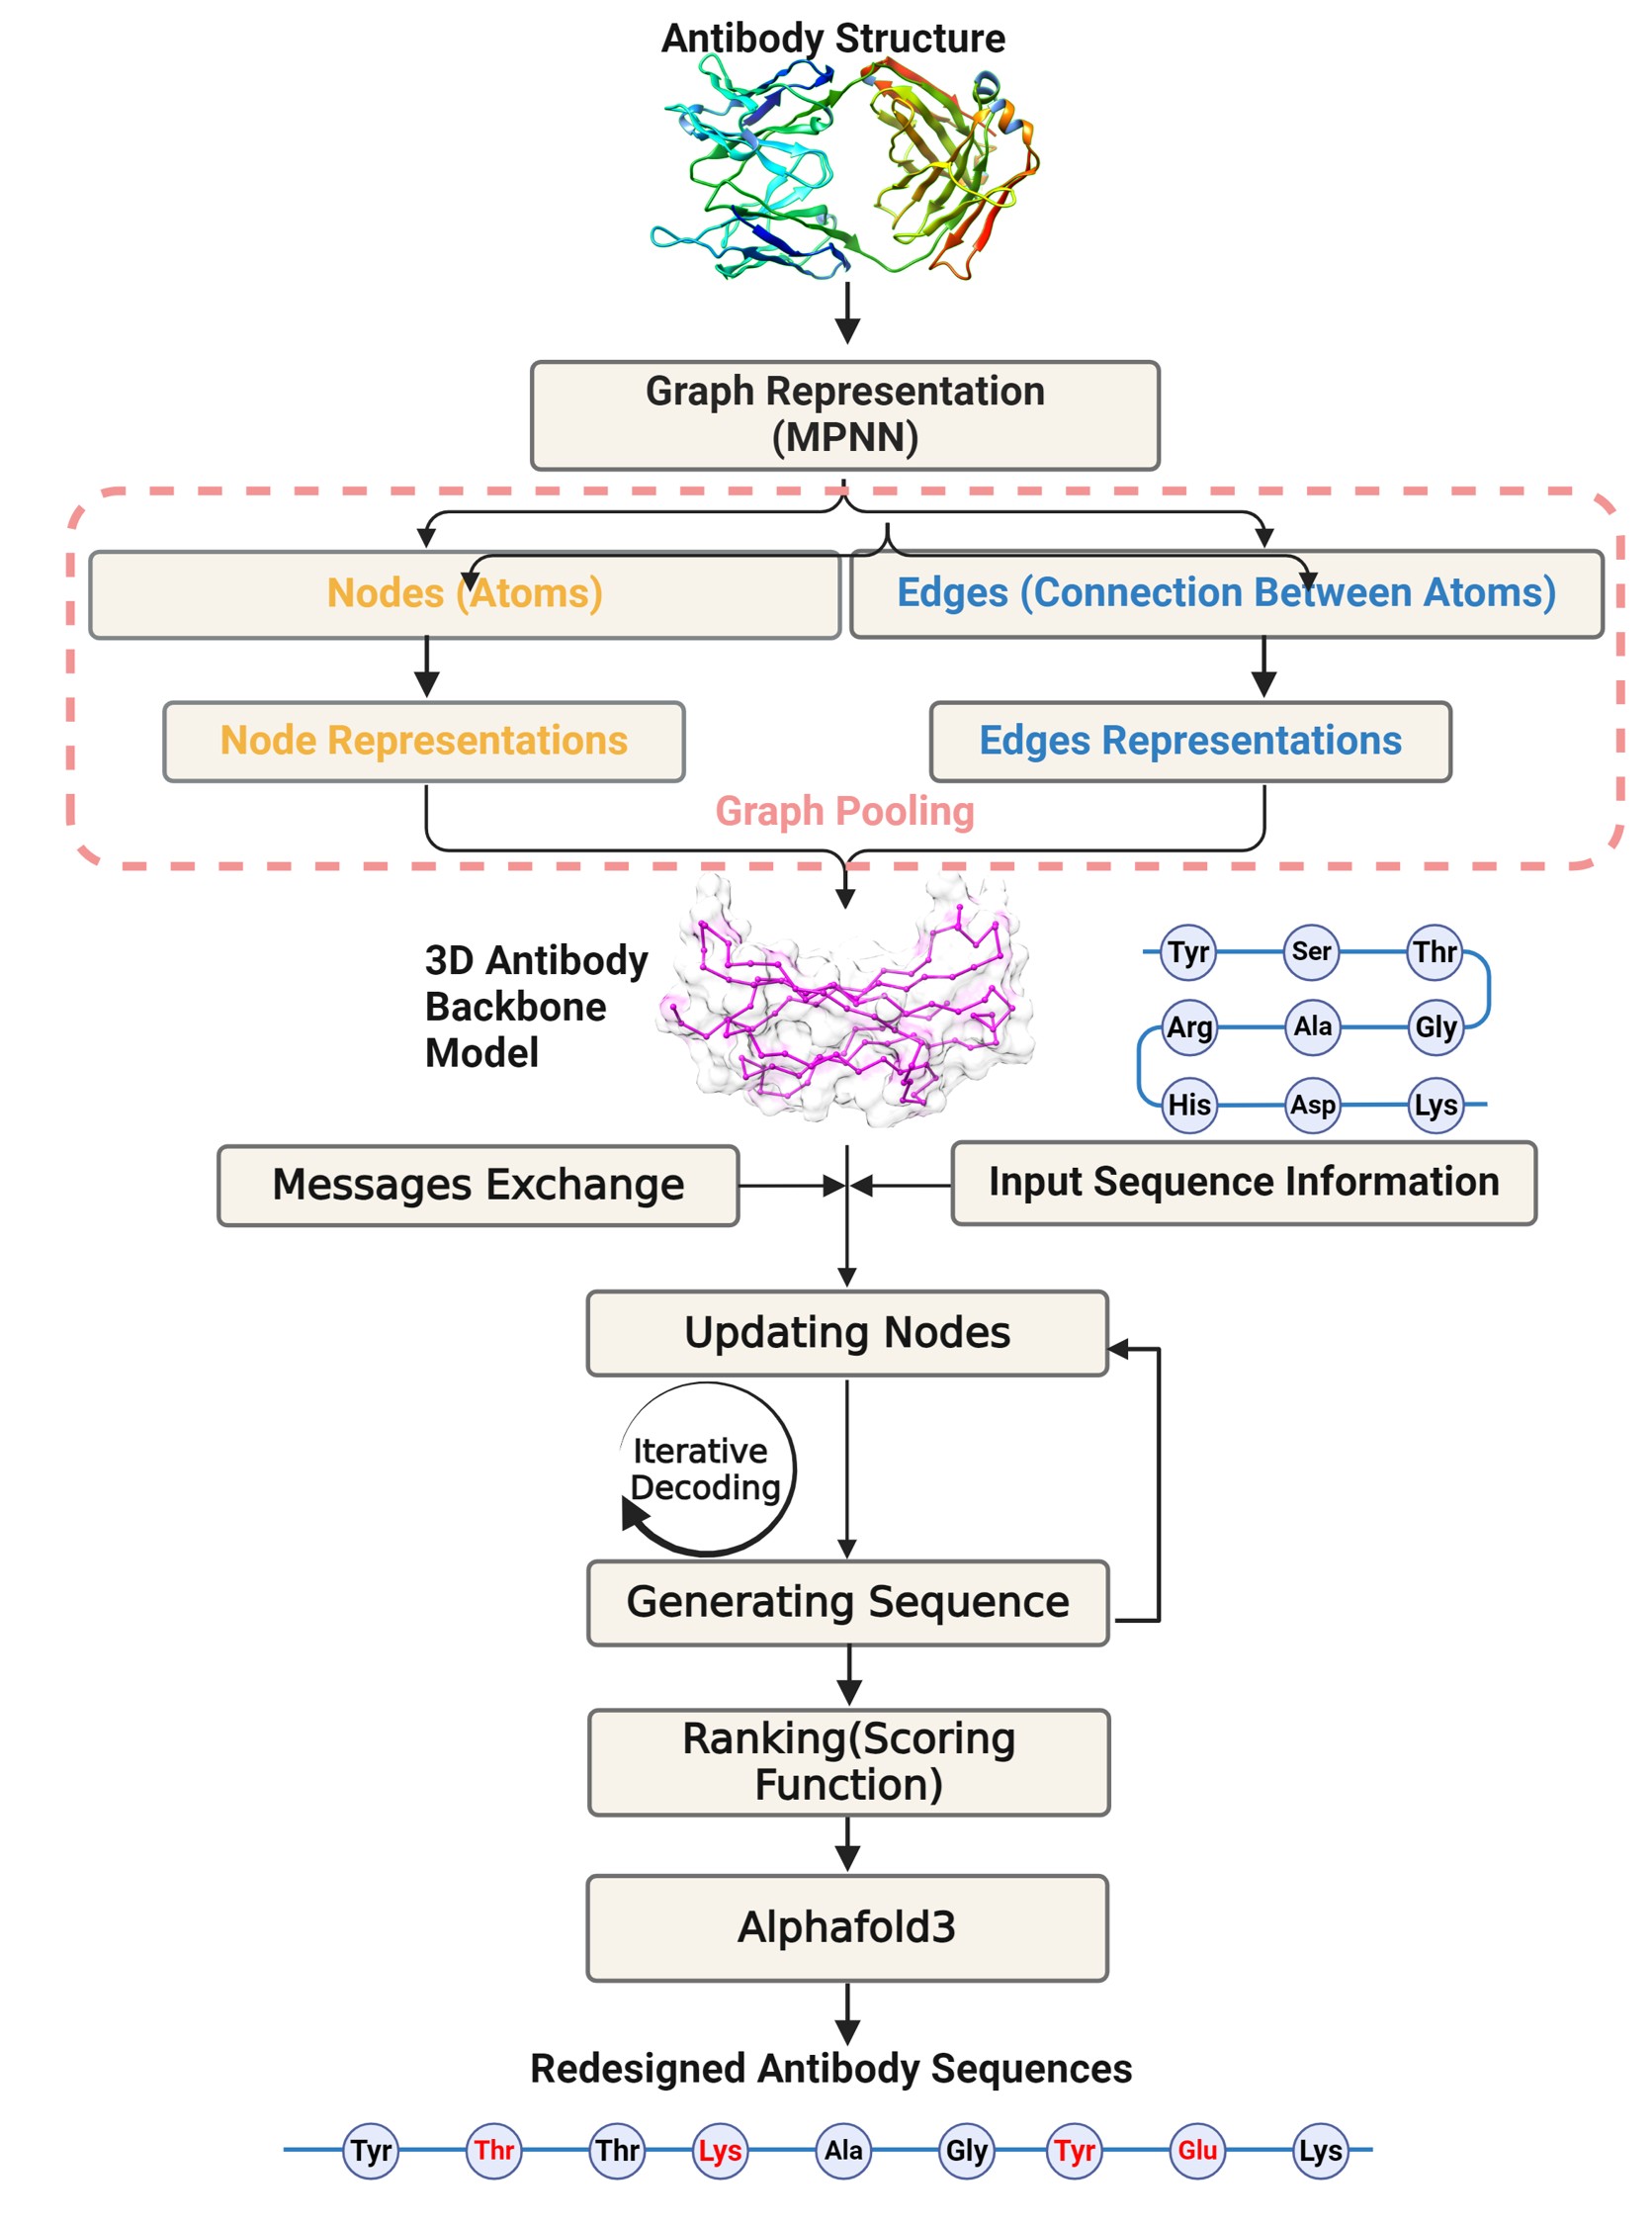 Antibody Structure
Graph Representation
(MPNN)
Nodes (Atoms)
Edges (Connection Between Atoms)
Node Representations
Edges Representations
Graph Pooling
3D Antibody
Backbone
Model
Tyr Ser Thr
Arg Ala Gly
His Asp Lys
Messages Exchange
Input Sequence Information
Updating Nodes
Iterative
Decoding
Generating Sequence
Ranking(Scoring
Function)
Alphafold3
Redesigned Antibody Sequences
Tyr Thr Thr Lys Ala Gly Tyr Glu Lys